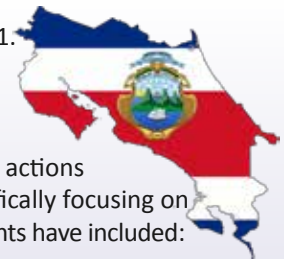 1.
actions
fically focusing on
nts have included: